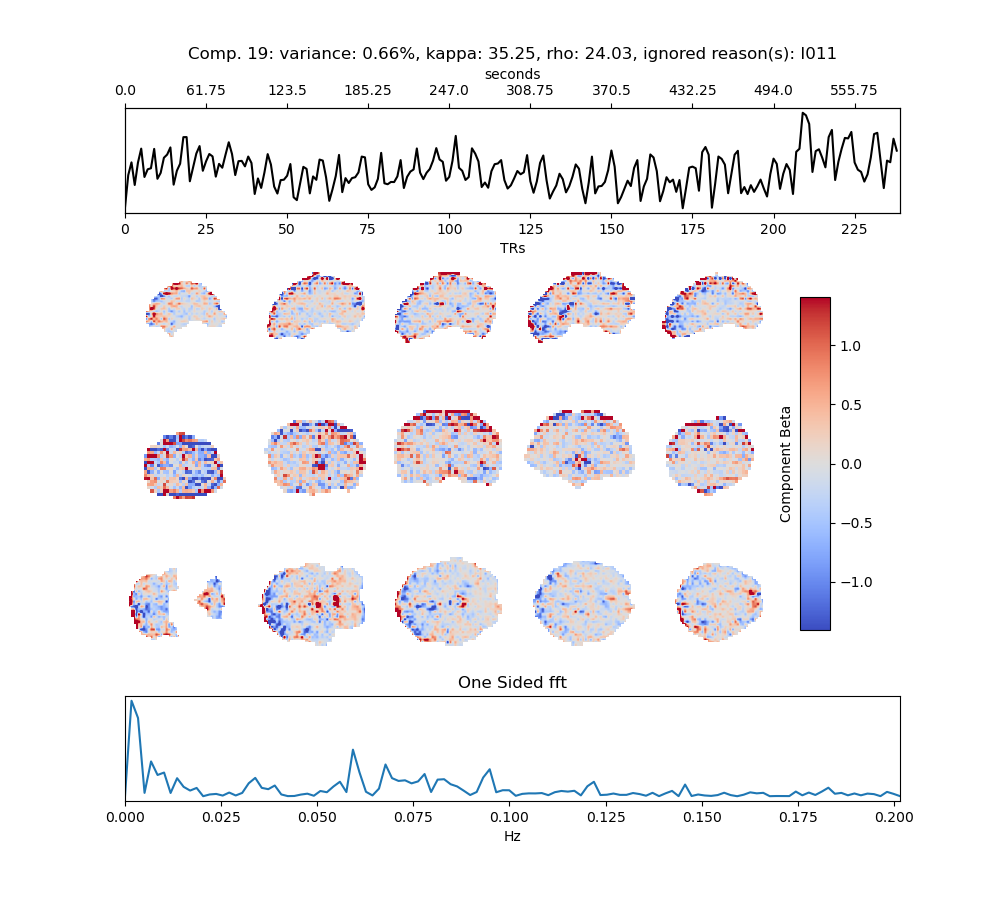 Comp. 19: variance: 0.66%, kappa: 35.25, rho: 24.03, ignored reason(s): I011
seconds
0.0 61.75 123.5 185.25 247.0 308.75 370.5 432.25 494.0 555.75
0 25 50 75 100 125 150 175 200 225
TRs
1.0
0.5
0.0
−0.5
−1.0
Component Beta
One Sided fft
0.000 0.025 0.050 0.075 0.100 0.125 0.150 0.175 0.200
Hz